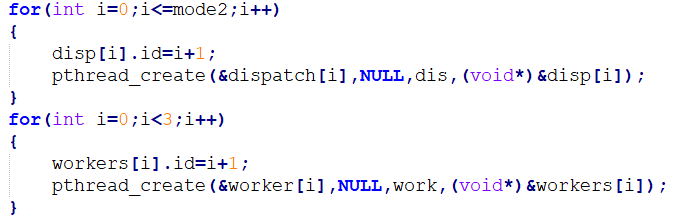 for(int i=0;i<=mode2;i++)
{
    disp[i].id=i+1;
    pthread_create(&dispatch[i],NULL,dis,(void*)&disp[i]);
}
for(int i=0;i<3;i++)
{
    workers[i].id=i+1;
    pthread_create(&worker[i],NULL,work,(void*)&workers[i]);
}